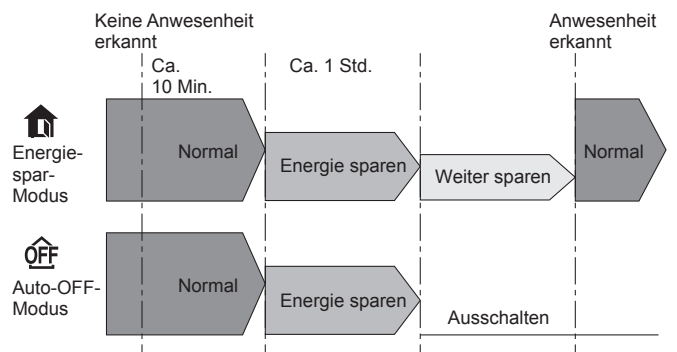 Keine Anwesenheit
erkannt
Anwesenheit
erkannt
Ca.
10 Min.
Ca. 1 Std.
Energie-
spar-
Modus
Normal
Energie sparen
Weiter sparen
Normal
OFF
Auto-OFF-
Modus
Normal
Energie sparen
Ausschalten